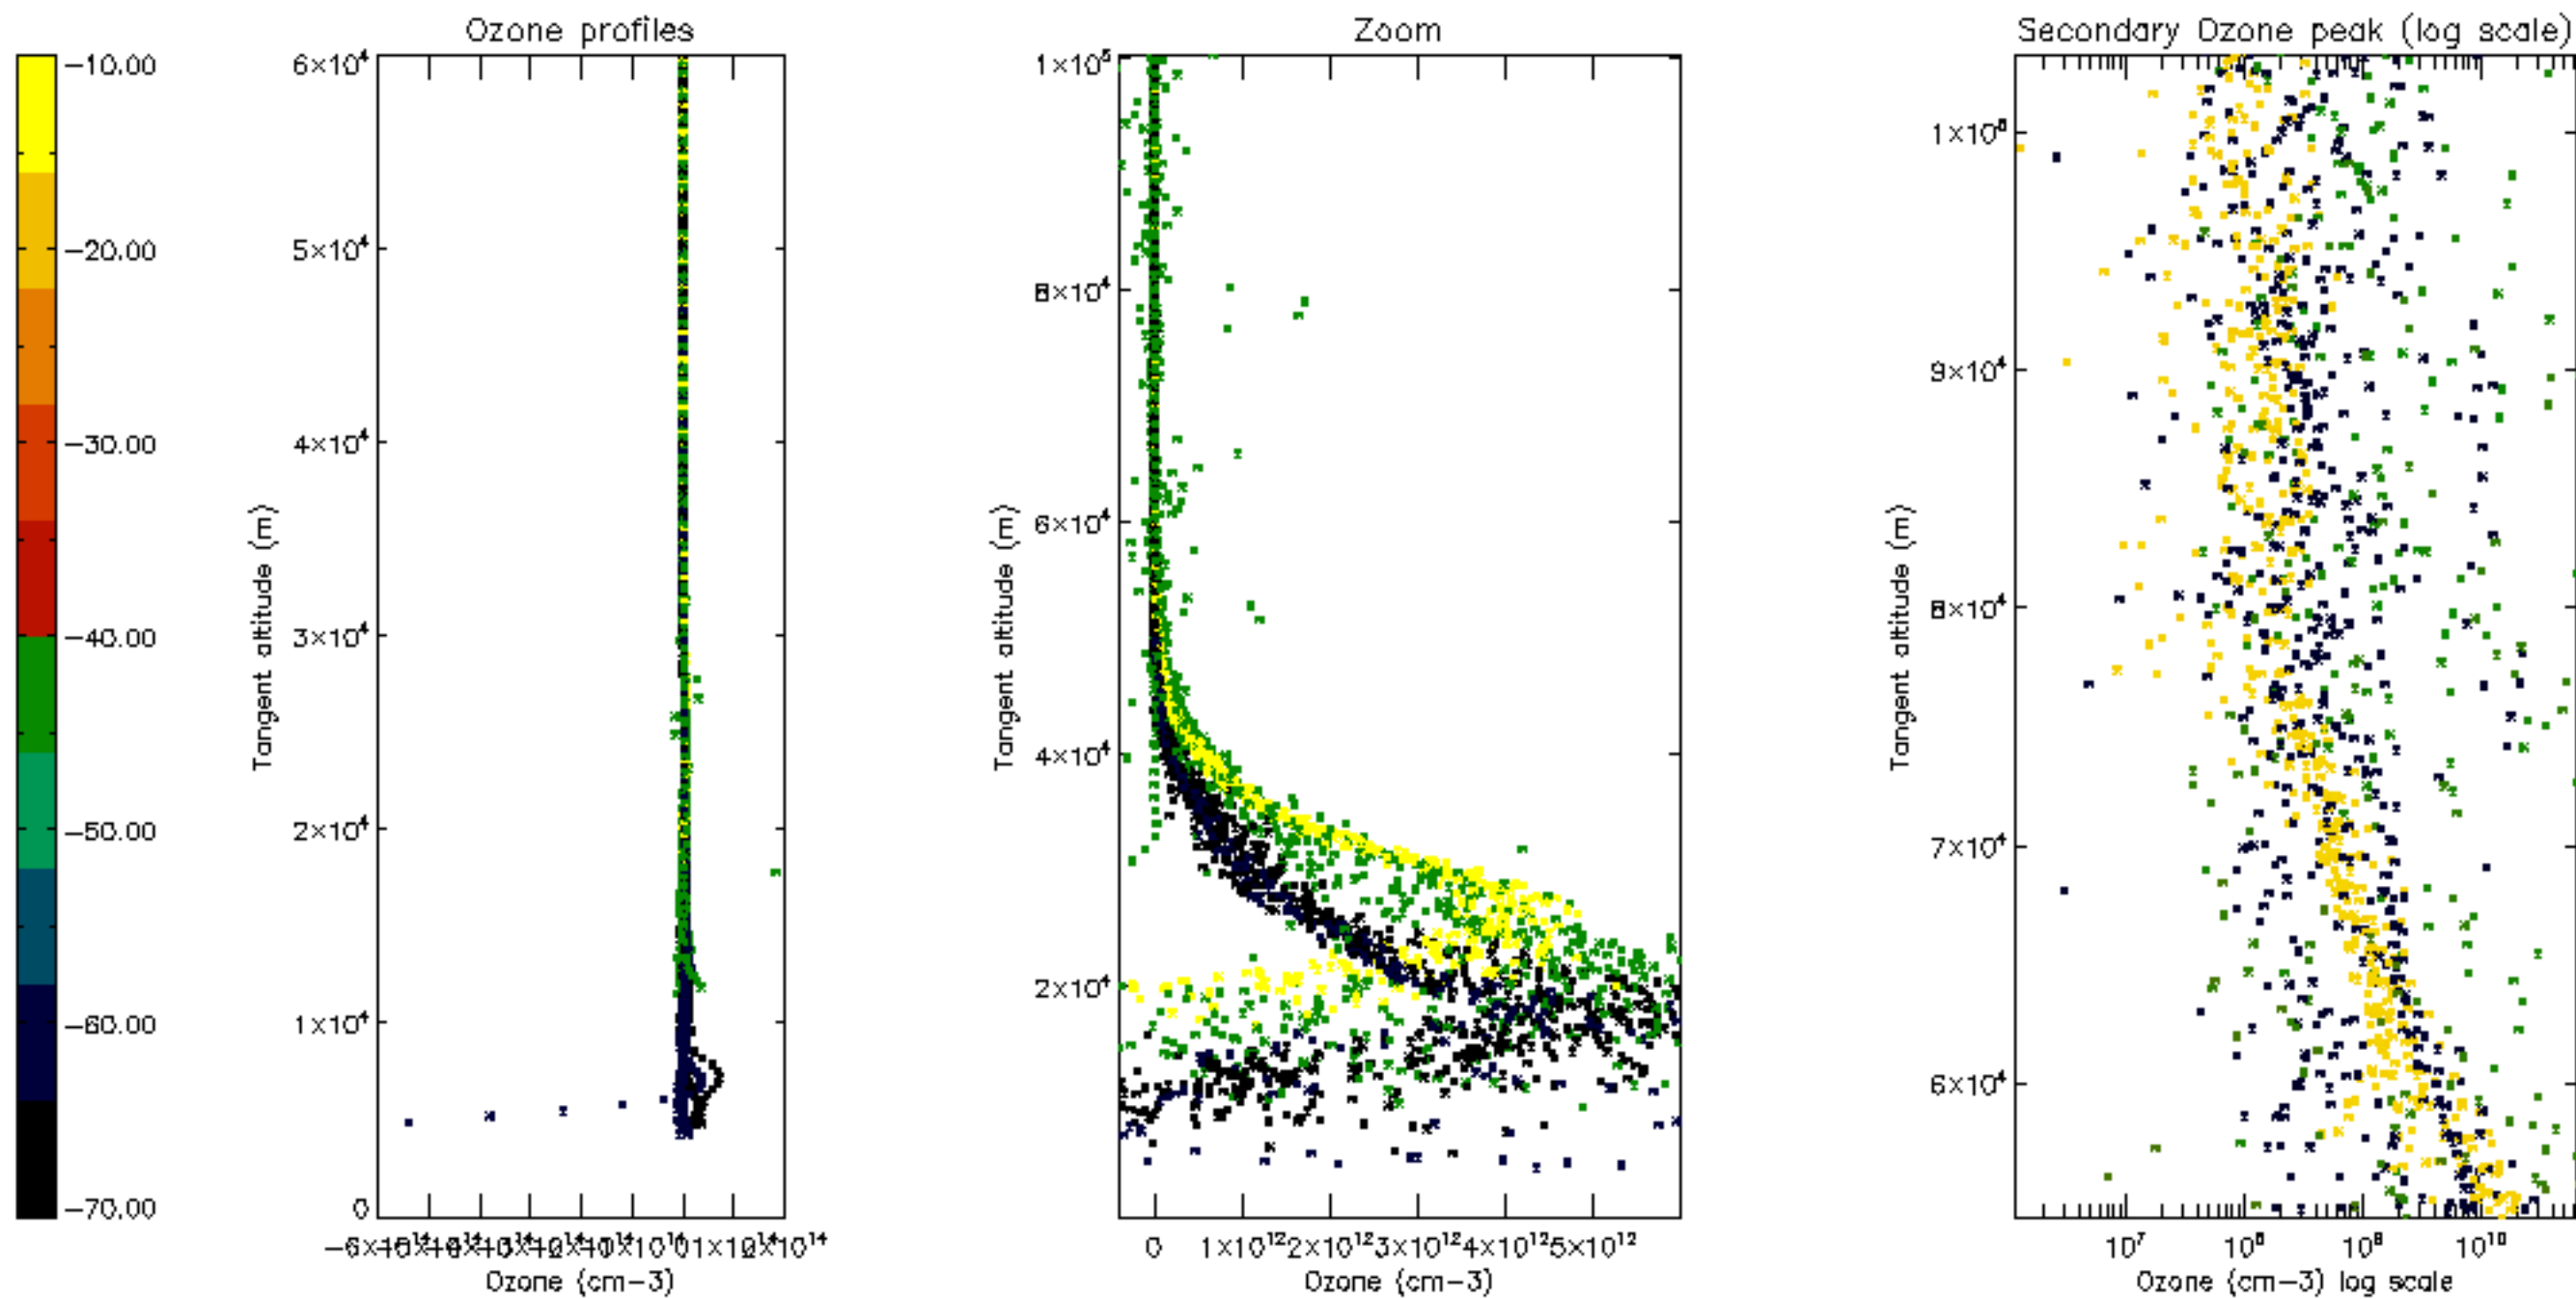 Ozone profiles
Zoom
Secondary Ozone peak (log scale)
-10.00
-20.00
-30.00
-40.00
-50.00
-60.00
-70.00
6×10⁴
5×10⁴
4×10⁴
3×10⁴
2×10⁴
1×10⁴
0
Tangent altitude (m)
Ozone (cm-3)
1×10⁵
8×10⁴
6×10⁴
4×10⁴
2×10⁴
Tangent altitude (m)
0 1×10¹² 2×10¹² 3×10¹² 4×10¹² 5×10¹²
Ozone (cm-3)
9×10⁴
8×10⁴
7×10⁴
6×10⁴
Tangent altitude (m)
10⁷ 10⁸ 10⁹ 10¹⁰
Ozone (cm-3) log scale